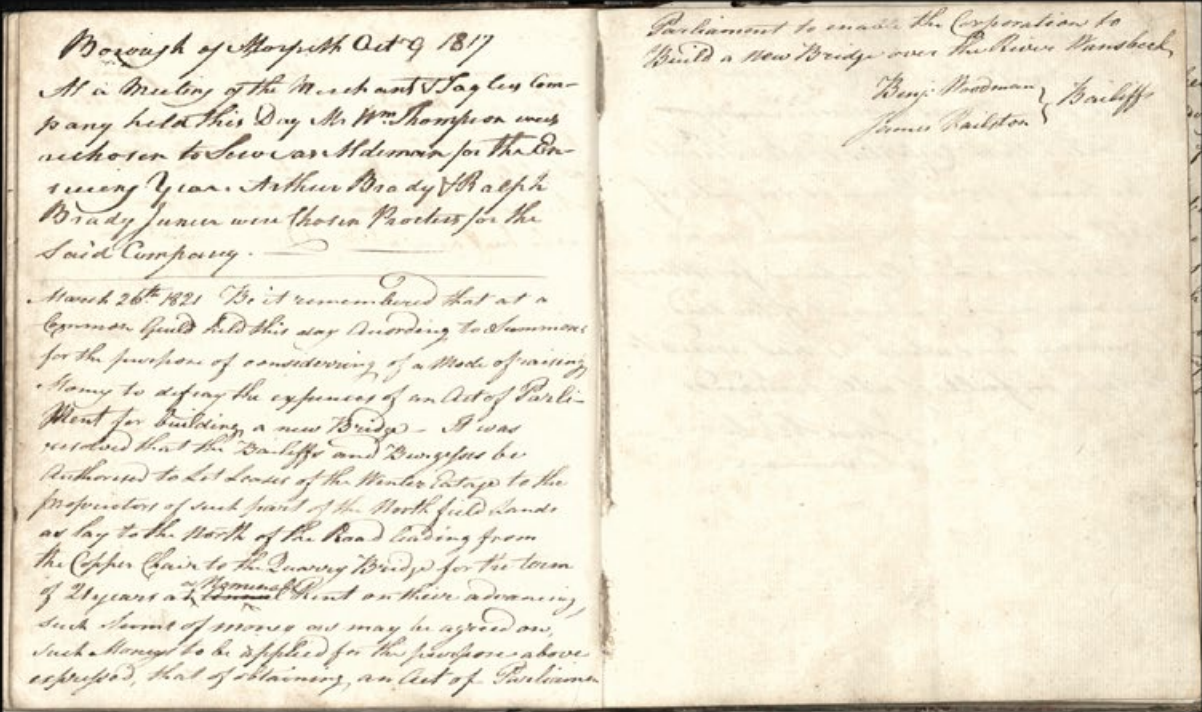 Borough of Morpeth Octr 9 1817
At a Meeting of the Merchant & Taylers Com-
pany held this Day Mr Wm Thompson were
rechosen to Serve as Alderman for the En-
sueing Year. Arthur Brady & Ralph
Brady Junier were Chosen Procters for the
Said Company.
March 26th 1821 Be it remembered that at a
Common Guild held this day Acording to Summons
for the purpose of considerring of a Mode of raising
Money to defray the expences of an Act of Parli-
Ment for building a new Bridge - It was
resolved that the Bailiffs and Burgesses be
Authorised to Let Leases of the Winter Eatage to the
proprietors of such part of the North field Lands
as lay to the North of the Road leading from
the Copper Chair to the Quarry Bridge for the term
of 21 years at a Nominal Rent on their advancing
such Sums of money as may be agreed on,
such Moneys to be applied for the purpose above
expressed, that of obtaining an Act of Parliament
Parliament to enable the Corporation to
Build a New Bridge over the River Wansbeck
Benj. Woodman } Bailiffs
James Railston